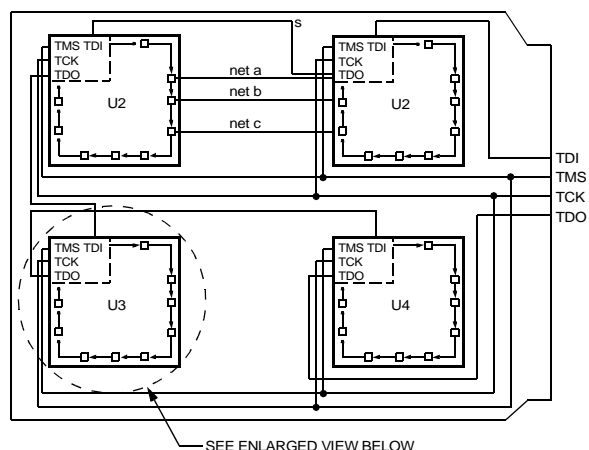 s
TMS TDI
TCK
TDO
U2
net a
net b
net c
TMS TDI
TCK
TDO
U2
TDI
TMS
TCK
TDO
TMS TDI
TCK
TDO
U3
TMS TDI
TCK
TDO
U4
SEE ENLARGED VIEW BELOW